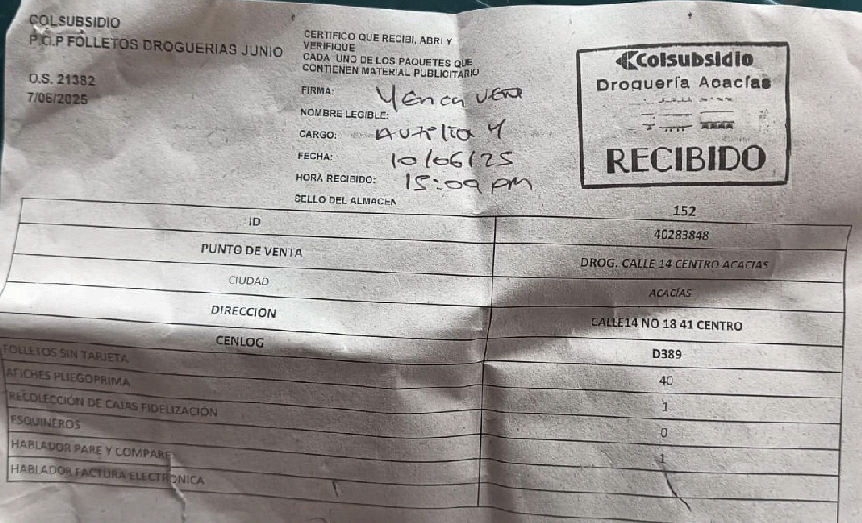 COLSUBSIDIO
P.O.P FOLLETOS DROGUERIAS JUNIO
O.S. 21382
7/06/2025
CERTIFICO QUE RECIBI, ABRI Y
VERIFIQUE
CADA UNO DE LOS PAQUETES QUE
CONTIENEN MATERIAL PUBLICITARIO
FIRMA:
NOMBRE LEGIBLE:
CARGO:
FECHA: 10/06/25
HORA RECIBIDO: 15:09 pm
SELLO DEL ALMACEN
Colsubsidio
Droguería Acacías
RECIBIDO
152
ID 40283848
PUNTO DE VENTA DROG. CALLE 14 CENTRO ACACIAS
CIUDAD ACACÍAS
DIRECCION CALLE14 NO 18 41 CENTRO
CENLOG D389
FOLLETOS SIN TARJETA 40
AFICHES PLIEGOPRIMA 1
RECOLECCIÓN DE CAJAS FIDELIZACIÓN 0
ESQUINEROS 1
HABLADOR PARE Y COMPARE
HABLADOR FACTURA ELECTRONICA